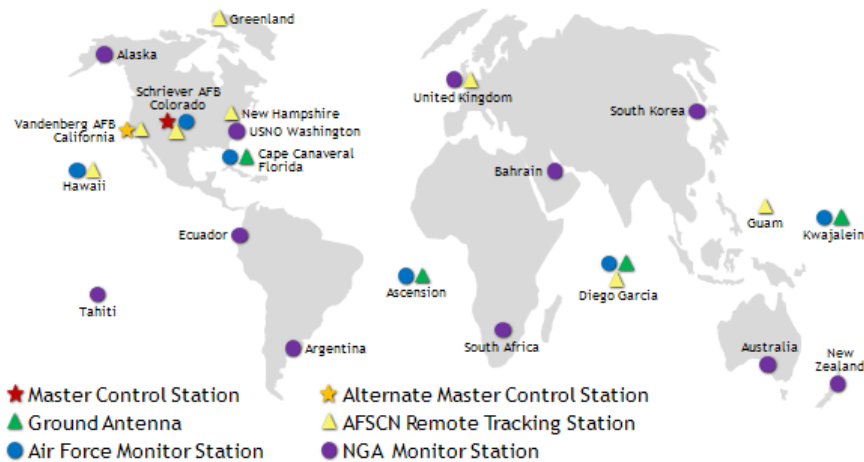 Greenland
Alaska
Schriever AFB
Colorado
New Hampshire
Vandenberg AFB
California
USNO Washington
Cape Canaveral
Florida
Hawaii
United Kingdom
South Korea
Bahrain
Guam
Kwajalein
Ecuador
Ascension
Diego Garcia
Tahiti
Argentina
South Africa
Australia
New
Zealand
Master Control Station
Alternate Master Control Station
Ground Antenna
AFSCN Remote Tracking Station
Air Force Monitor Station
NGA Monitor Station